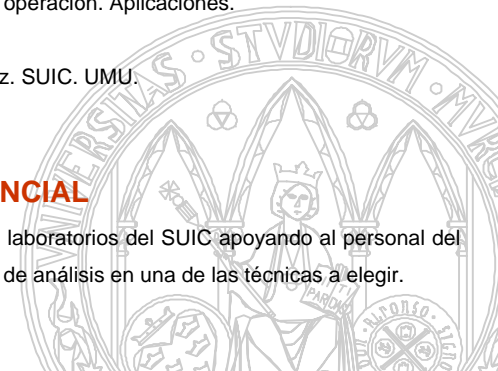 operación. Aplicaciones.
z. SUIC. UMU.
NCIAL
laboratorios del SUIC apoyando al personal del
de análisis en una de las técnicas a elegir.